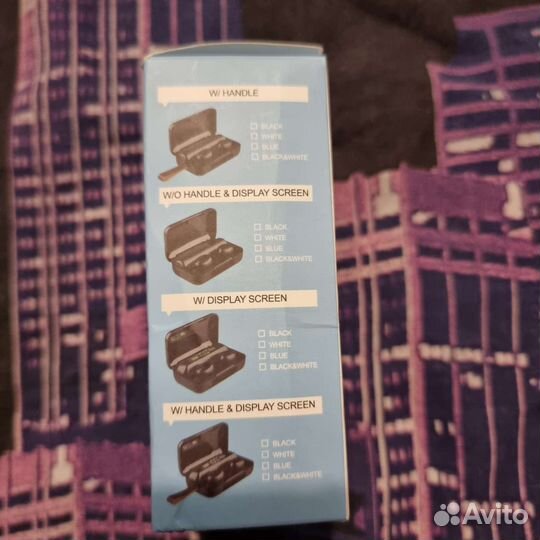 W/ HANDLE
BLACK
WHITE
BLUE
BLACK&WHITE
W/O HANDLE & DISPLAY SCREEN
BLACK
WHITE
BLUE
BLACK&WHITE
W/ DISPLAY SCREEN
BLACK
WHITE
BLUE
BLACK&WHITE
W/ HANDLE & DISPLAY SCREEN
BLACK
WHITE
BLUE
BLACK&WHITE
Avito